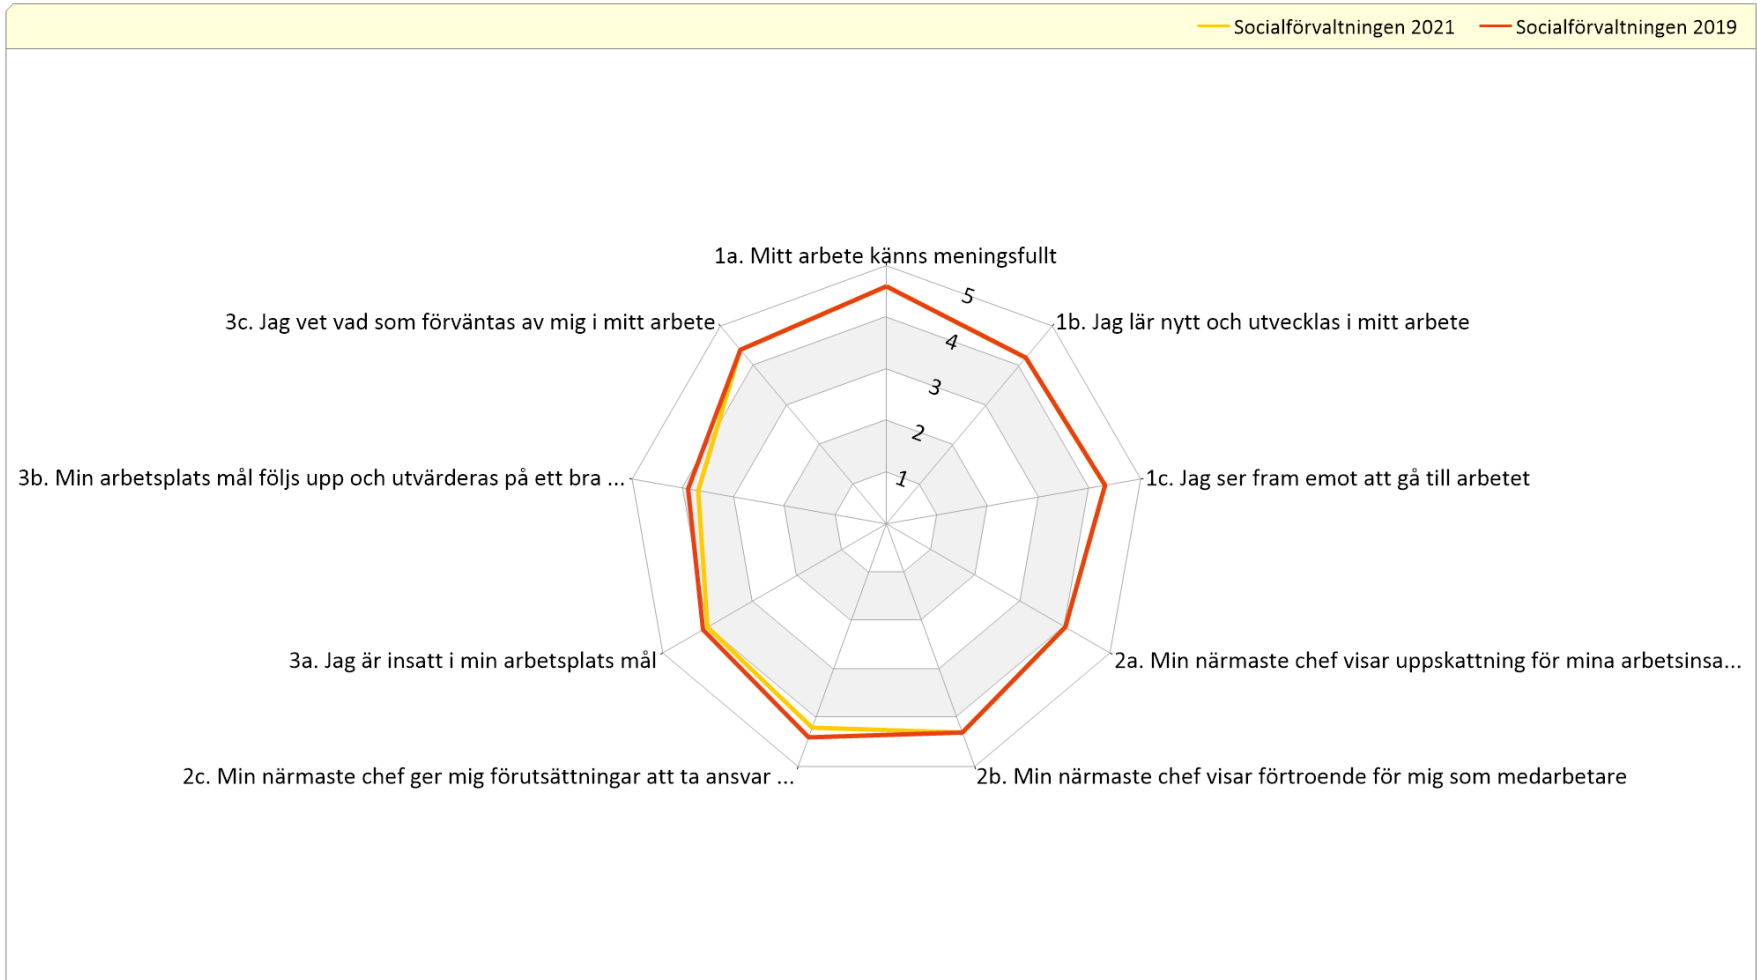 Socialförvaltningen 2021 Socialförvaltningen 2019
1a. Mitt arbete känns meningsfullt
5
3c. Jag vet vad som förväntas av mig i mitt arbete
1b. Jag lär nytt och utvecklas i mitt arbete
4
3
2
1
3b. Min arbetsplats mål följs upp och utvärderas på ett bra ...
1c. Jag ser fram emot att gå till arbetet
3a. Jag är insatt i min arbetsplats mål
2a. Min närmaste chef visar uppskattning för mina arbetsinsa...
2c. Min närmaste chef ger mig förutsättningar att ta ansvar ...
2b. Min närmaste chef visar förtroende för mig som medarbetare